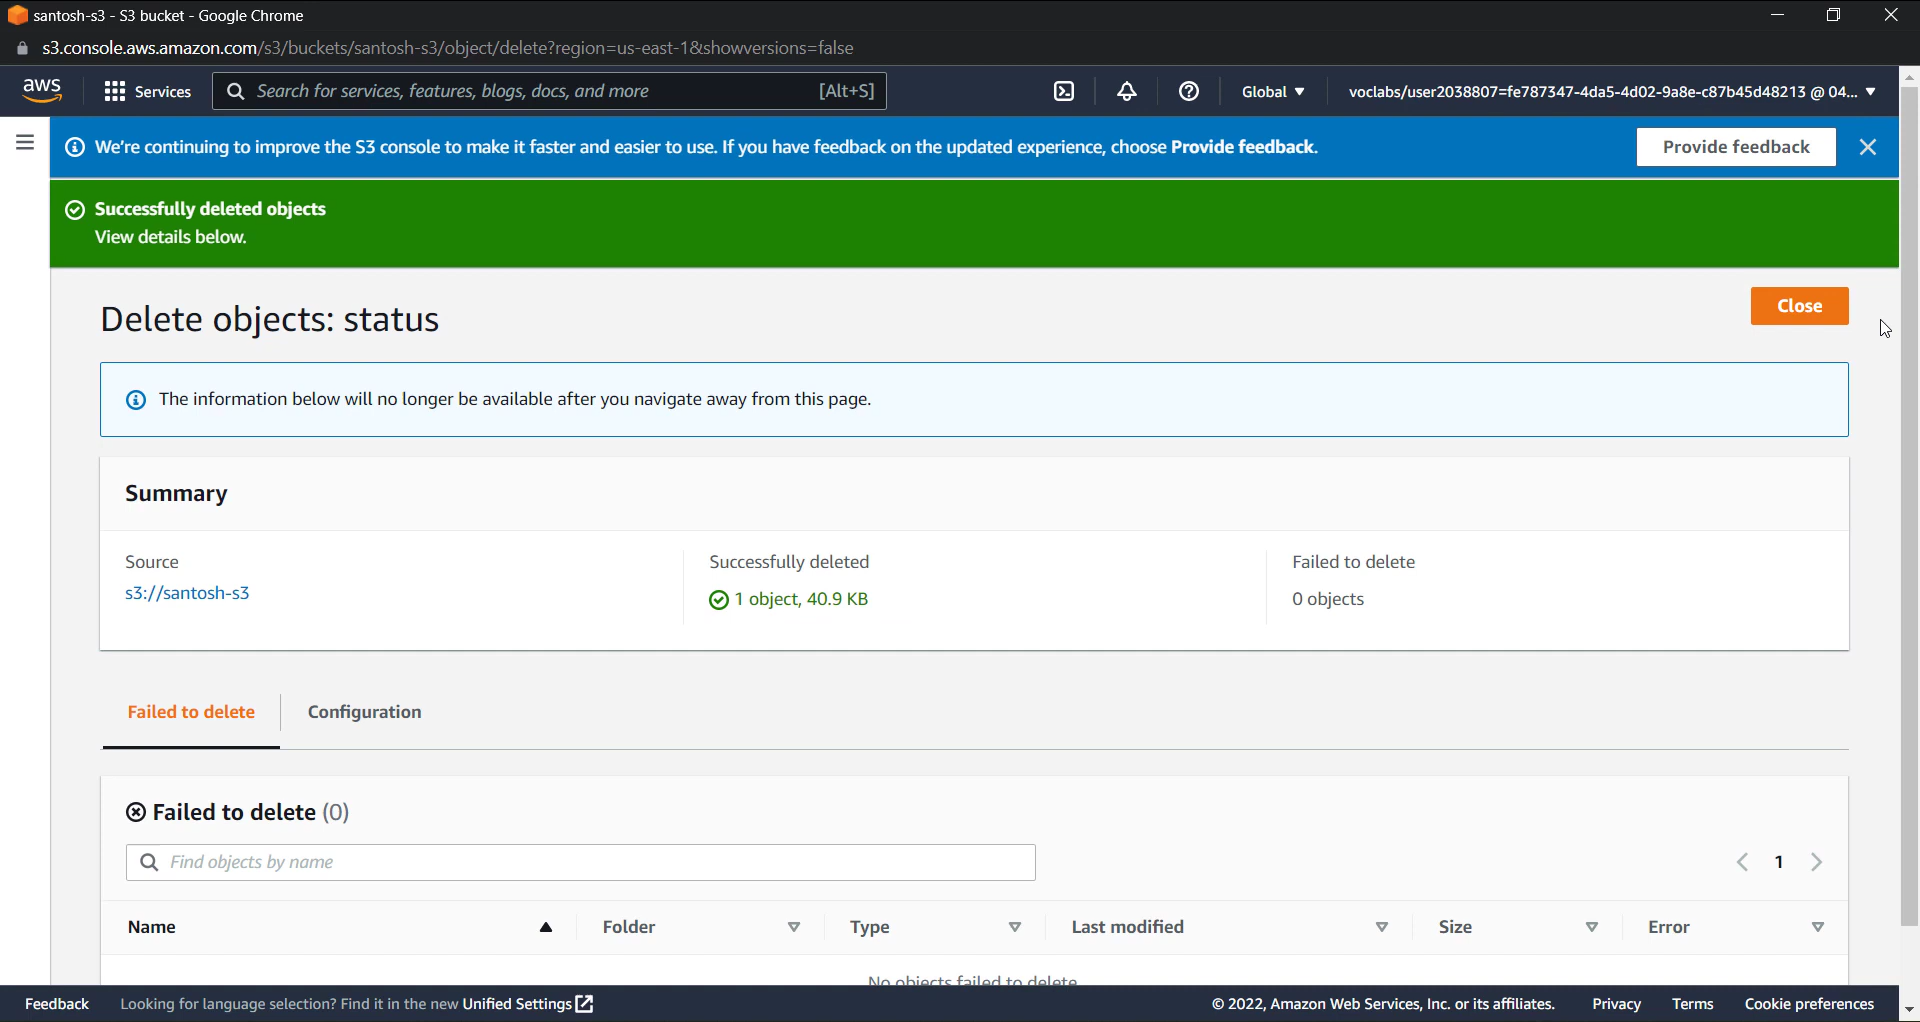 santosh-s3 - S3 bucket - Google Chrome
s3.console.aws.amazon.com/s3/buckets/santosh-s3/object/delete?region=us-east-1&showversions=false
aws Services Search for services, features, blogs, docs, and more [Alt+S] Global voclabs/user2038807=fe787347-4da5-4d02-9a8e-c87b45d48213 @ 04...
We're continuing to improve the S3 console to make it faster and easier to use. If you have feedback on the updated experience, choose Provide feedback. Provide feedback
Successfully deleted objects
View details below.
Delete objects: status Close
The information below will no longer be available after you navigate away from this page.
Summary
Source Successfully deleted Failed to delete
s3://santosh-s3 1 object, 40.9 KB 0 objects
Failed to delete Configuration
Failed to delete (0)
Find objects by name 1
Name Folder Type Last modified Size Error
No objects failed to delete
Feedback Looking for language selection? Find it in the new Unified Settings © 2022, Amazon Web Services, Inc. or its affiliates. Privacy Terms Cookie preferences